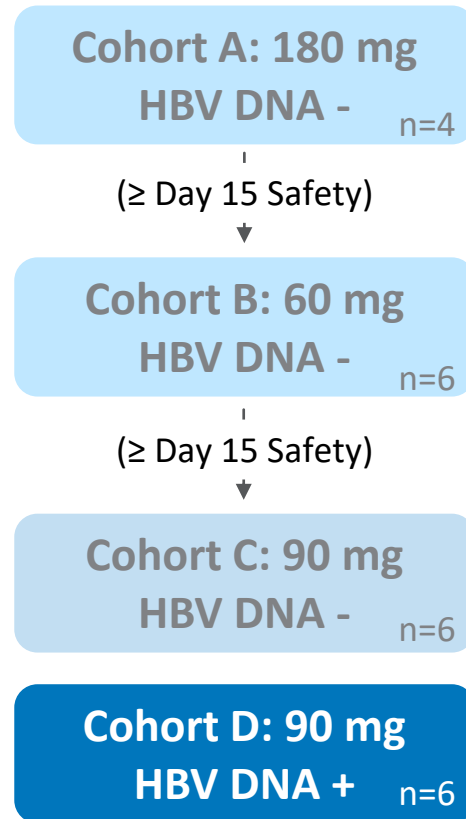 Cohort A: 180 mg
HBV DNA -
n=4
(≥ Day 15 Safety)
Cohort B: 60 mg
HBV DNA -
n=6
(≥ Day 15 Safety)
Cohort C: 90 mg
HBV DNA -
n=6
Cohort D: 90 mg
HBV DNA +
n=6